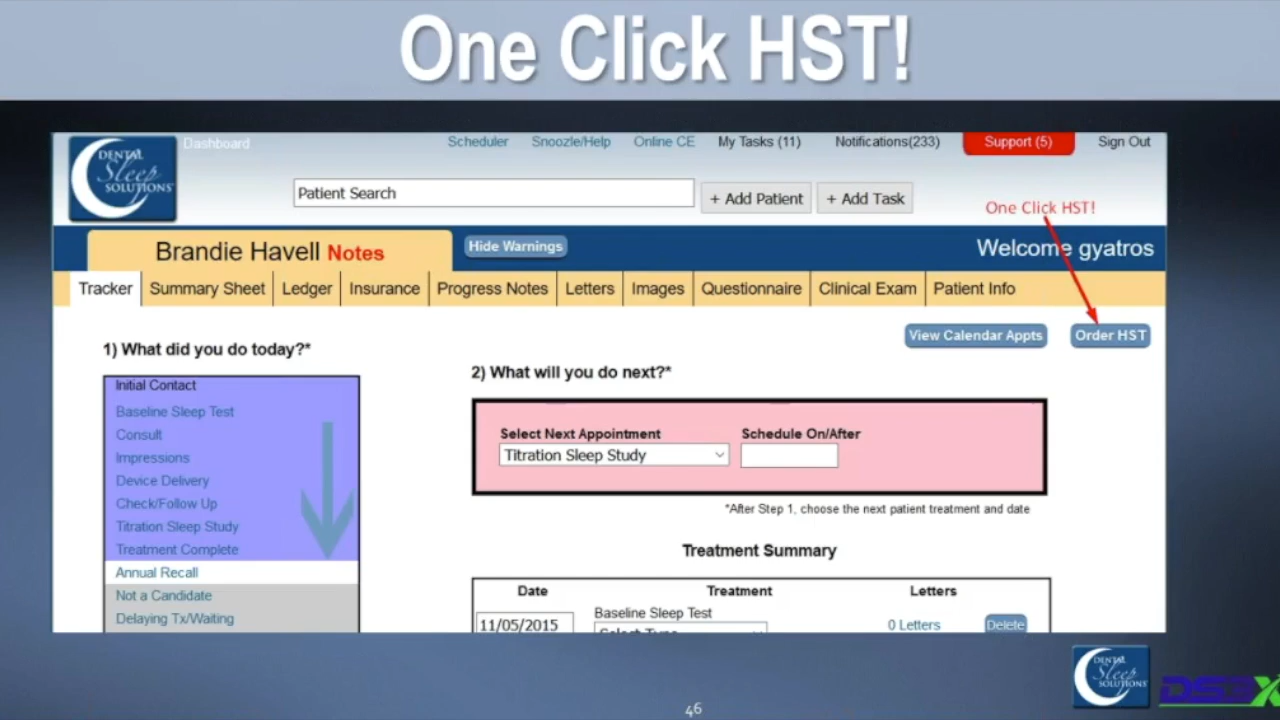 One Click HST!
DENTAL
Sleep
SOLUTIONS
Dashboard
Scheduler Snoozle/Help Online CE My Tasks (11) Notifications(233) Support (5) Sign Out
Patient Search + Add Patient + Add Task
One Click HST!
Brandie Havell Notes Hide Warnings Welcome gyatros
Tracker Summary Sheet Ledger Insurance Progress Notes Letters Images Questionnaire Clinical Exam Patient Info
View Calendar Appts Order HST
1) What did you do today?*
Initial Contact
Baseline Sleep Test
Consult
Impressions
Device Delivery
Check/Follow Up
Titration Sleep Study
Treatment Complete
Annual Recall
Not a Candidate
Delaying Tx/Waiting
2) What will you do next?*
Select Next Appointment Schedule On/After
Titration Sleep Study
*After Step 1, choose the next patient treatment and date
Treatment Summary
Date Treatment Letters
Baseline Sleep Test
11/05/2015 Select Type 0 Letters Delete
DENTAL
Sleep
SOLUTIONS
DS3X
46